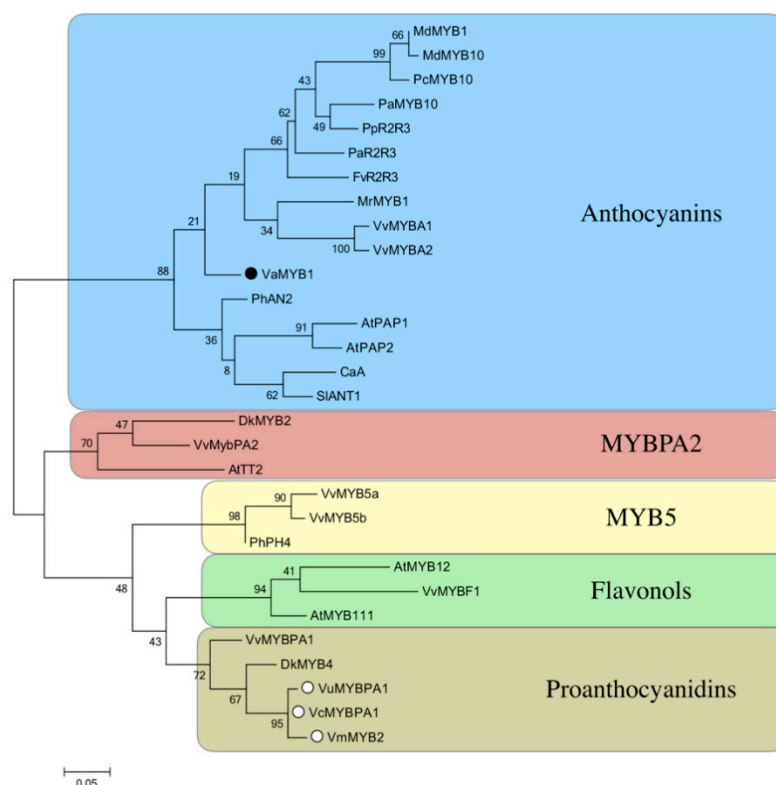 MdMYB1
66
MdMYB10
99
PcMYB10
43
PaMYB10
62
49
PpR2R3
66
PaR2R3
19
FvR2R3
MrMYB1
Anthocyanins
21
34
VvMYBA1
100
VvMYBA2
88
VaMYB1
PhAN2
36
AtPAP1
91
AtPAP2
8
CaA
62
SlANT1
DkMYB2
47
70
VvMybPA2
MYBPA2
AtTT2
VvMYB5a
90
98
VvMYB5b
MYB5
PhPH4
48
AtMYB12
41
94
VvMYBF1
Flavonols
AtMYB111
43
VvMYBPA1
72
DkMYB4
67
VuMYBPA1
Proanthocyanidins
VcMYBPA1
95
VmMYB2
0.05